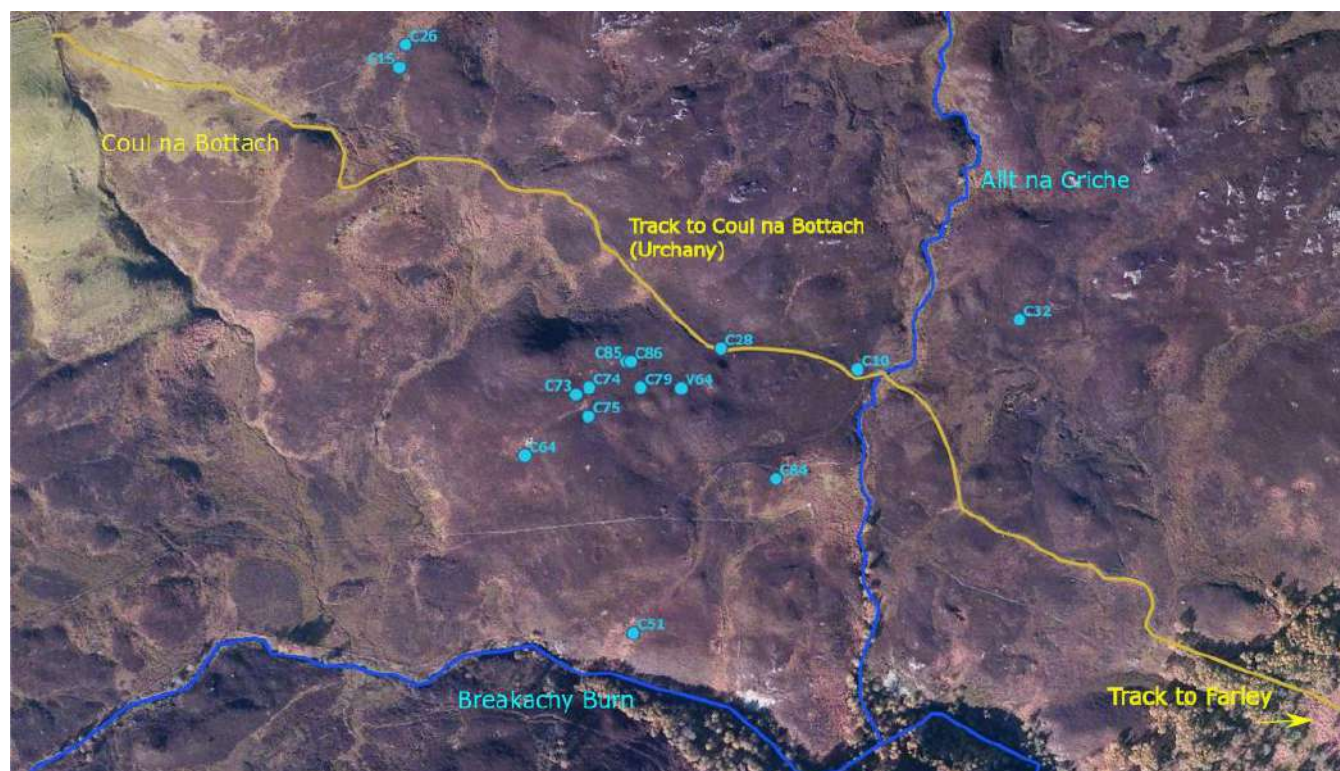 C26
C15
Coul na Bottach
Allt na Criche
Track to Coul na Bottach
(Urchany)
C32
C28
C85
C86
C10
C73
C74
C79
V64
C75
C64
C84
C51
Breakachy Burn
Track to Farley